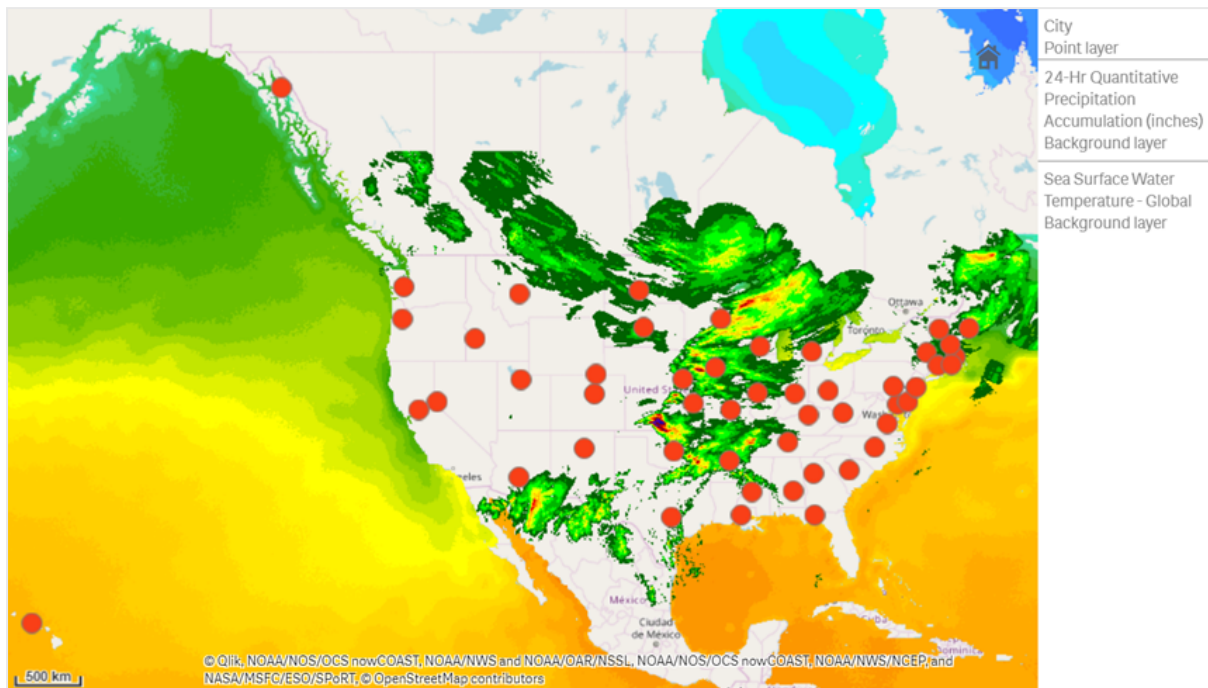 City
Point layer
24-Hr Quantitative
Precipitation
Accumulation (inches)
Background layer
Sea Surface Water
Temperature - Global
Background layer
Ottawa
Toronto
United State
Wash
eles
México
Ciudad
de México
Cuba
ominicana
© Qlik, NOAA/NOS/OCS nowCOAST, NOAA/NWS and NOAA/OAR/NSSL, NOAA/NOS/OCS nowCOAST, NOAA/NWS/NCEP, and
NASA/MSFC/ESO/SPoRT, © OpenStreetMap contributors
500 km